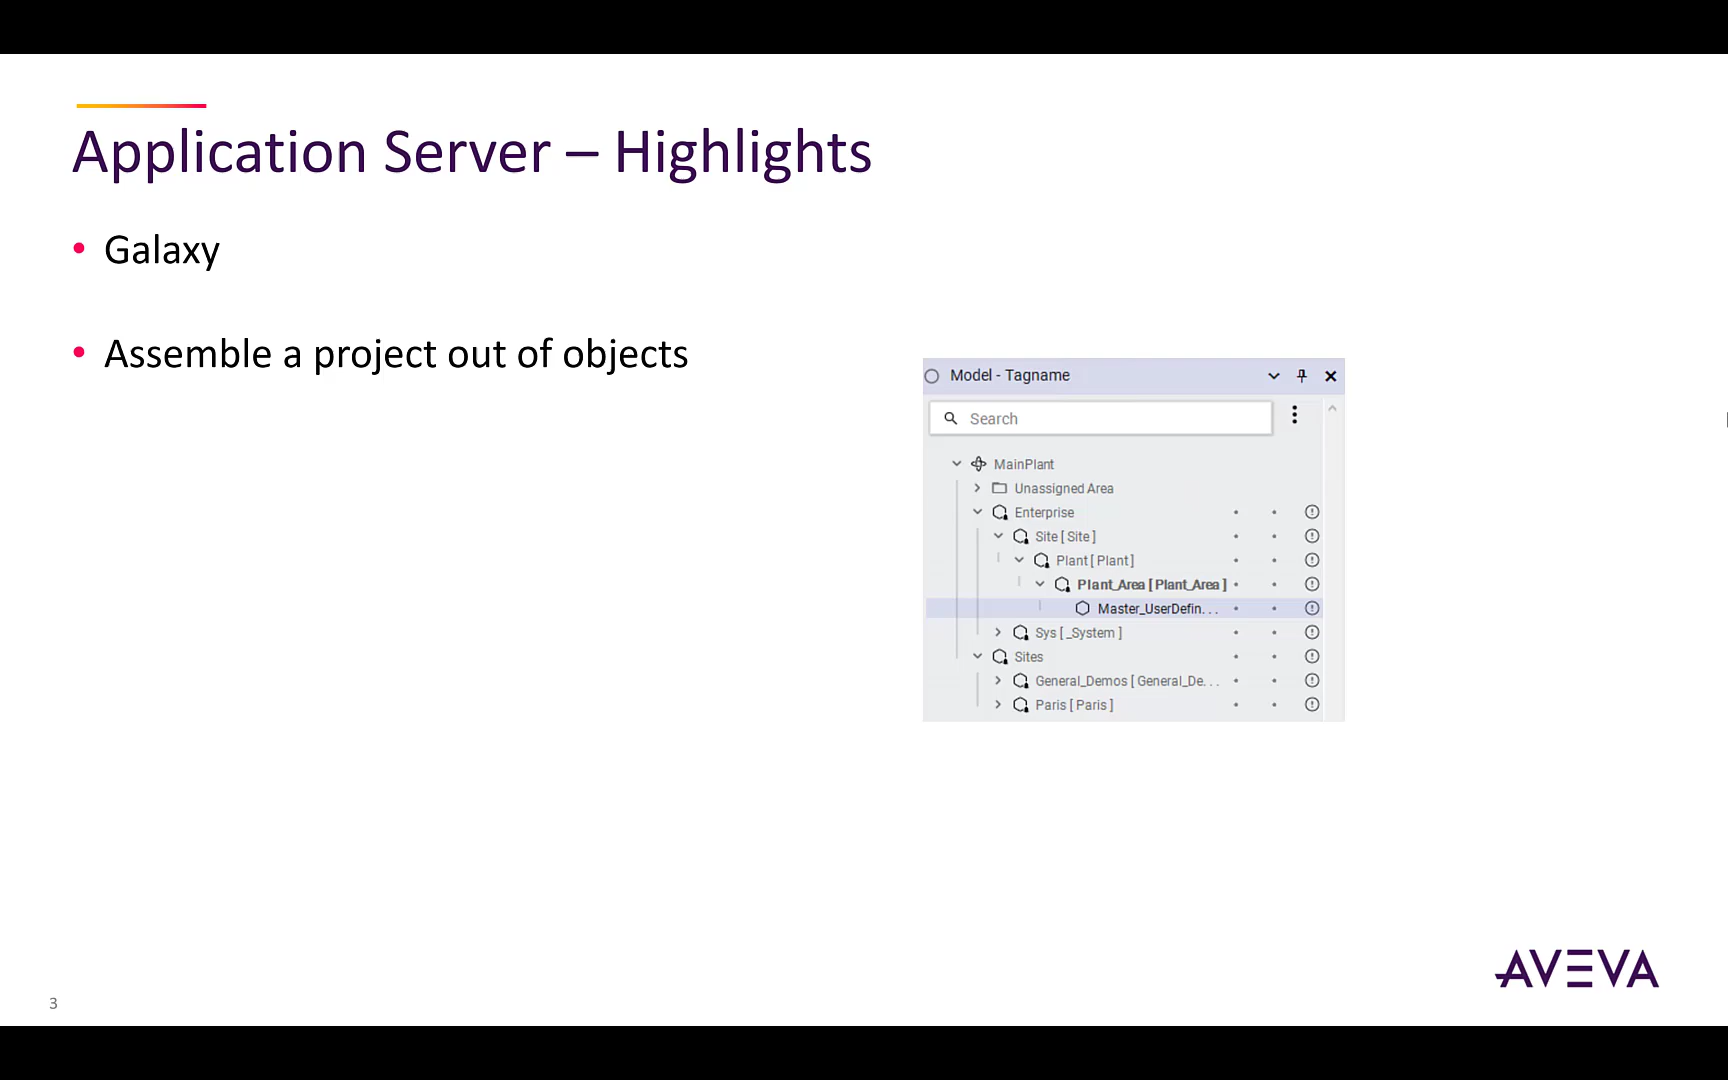 Application Server – Highlights
• Galaxy
• Assemble a project out of objects
Model - Tagname
Search
MainPlant
Unassigned Area
Enterprise
Site [ Site ]
Plant [ Plant ]
Plant_Area [ Plant_Area ]
Master_UserDefin. . .
Sys [ _System ]
Sites
General_Demos [ General_De. . .
Paris [ Paris ]
AVEVA
3